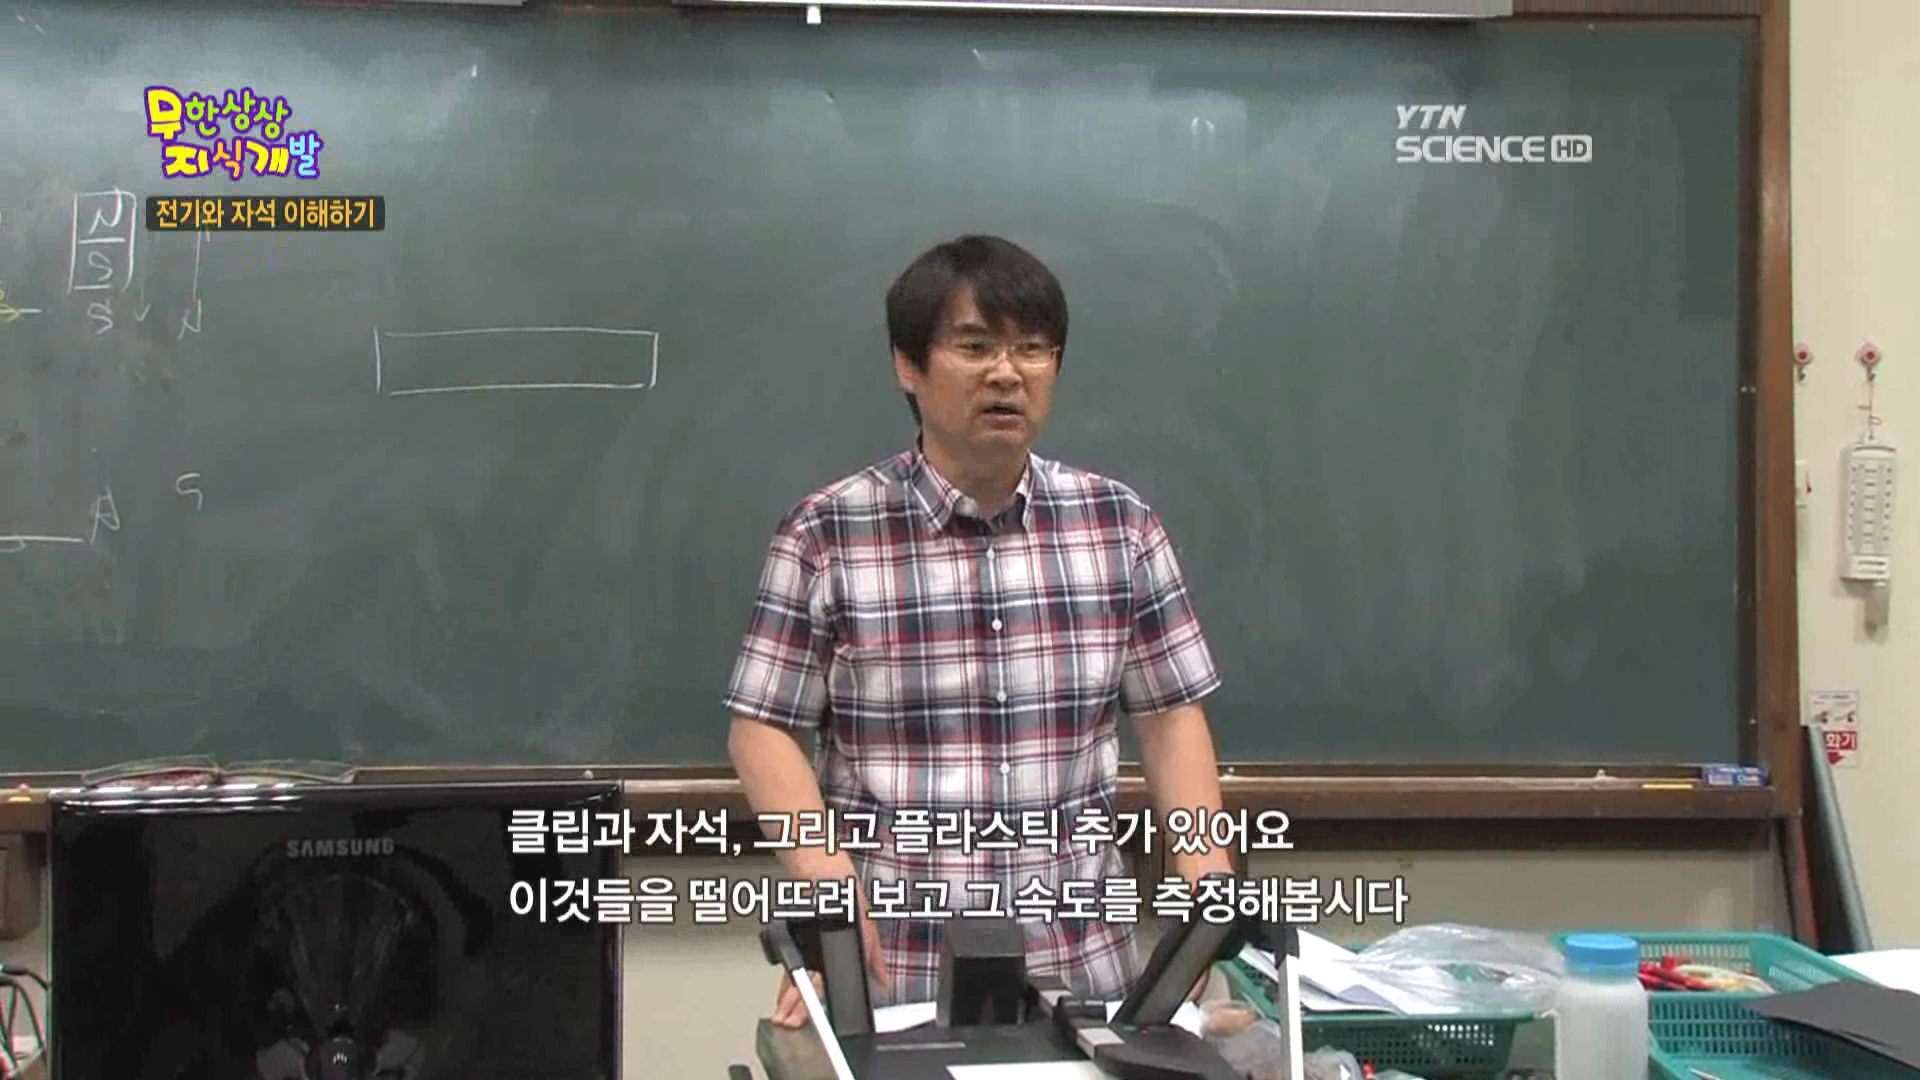 무한상상
지식개발
전기와 자석 이해하기
YTN
SCIENCE HD
N
S
S
N
SAMSUNG
화기
클립과 자석, 그리고 플라스틱 추가 있어요
이것들을 떨어뜨려 보고 그 속도를 측정해봅시다